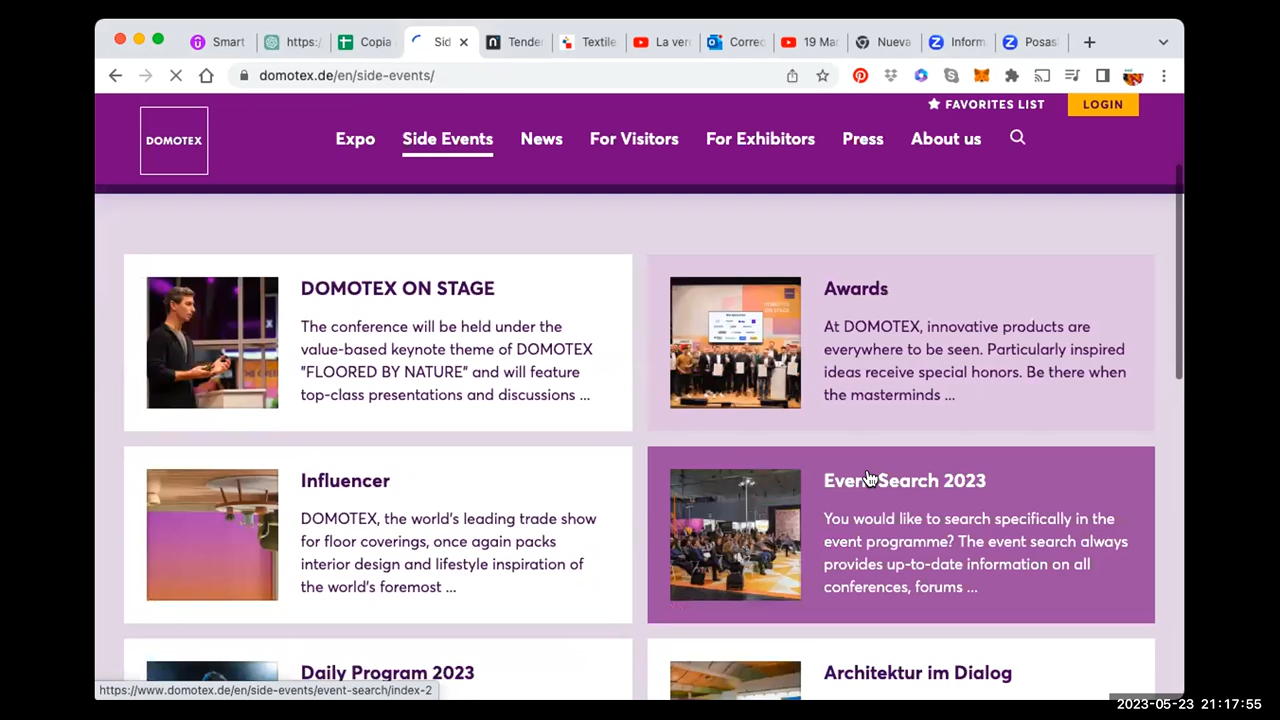 Smart
https:/
Copia
Sid
Tender
Textile
La ver
Correo
19 Mar
Nueva
Inform
Posas
domotex.de/en/side-events/
FAVORITES LIST
LOGIN
DOMOTEX
Expo
Side Events
News
For Visitors
For Exhibitors
Press
About us
DOMOTEX ON STAGE
The conference will be held under the
value-based keynote theme of DOMOTEX
"FLOORED BY NATURE" and will feature
top-class presentations and discussions ...
Awards
At DOMOTEX, innovative products are
everywhere to be seen. Particularly inspired
ideas receive special honors. Be there when
the masterminds ...
Influencer
DOMOTEX, the world's leading trade show
for floor coverings, once again packs
interior design and lifestyle inspiration of
the world's foremost ...
Event Search 2023
You would like to search specifically in the
event programme? The event search always
provides up-to-date information on all
conferences, forums ...
Daily Program 2023
Architektur im Dialog
https://www.domotex.de/en/side-events/event-search/index-2
2023-05-23 21:17:55